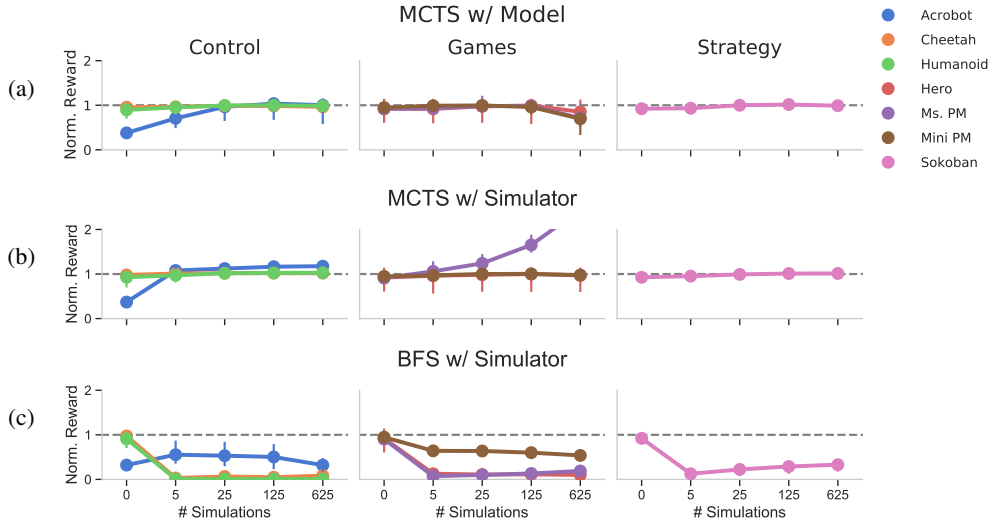 MCTS w/ Model
Control
Games
Strategy
(a)
Norm. Reward
2
1
0
Acrobot
Cheetah
Humanoid
Hero
Ms. PM
Mini PM
Sokoban
MCTS w/ Simulator
(b)
Norm. Reward
2
1
0
BFS w/ Simulator
(c)
Norm. Reward
2
1
0
0 5 25 125 625
# Simulations
0 5 25 125 625
# Simulations
0 5 25 125 625
# Simulations